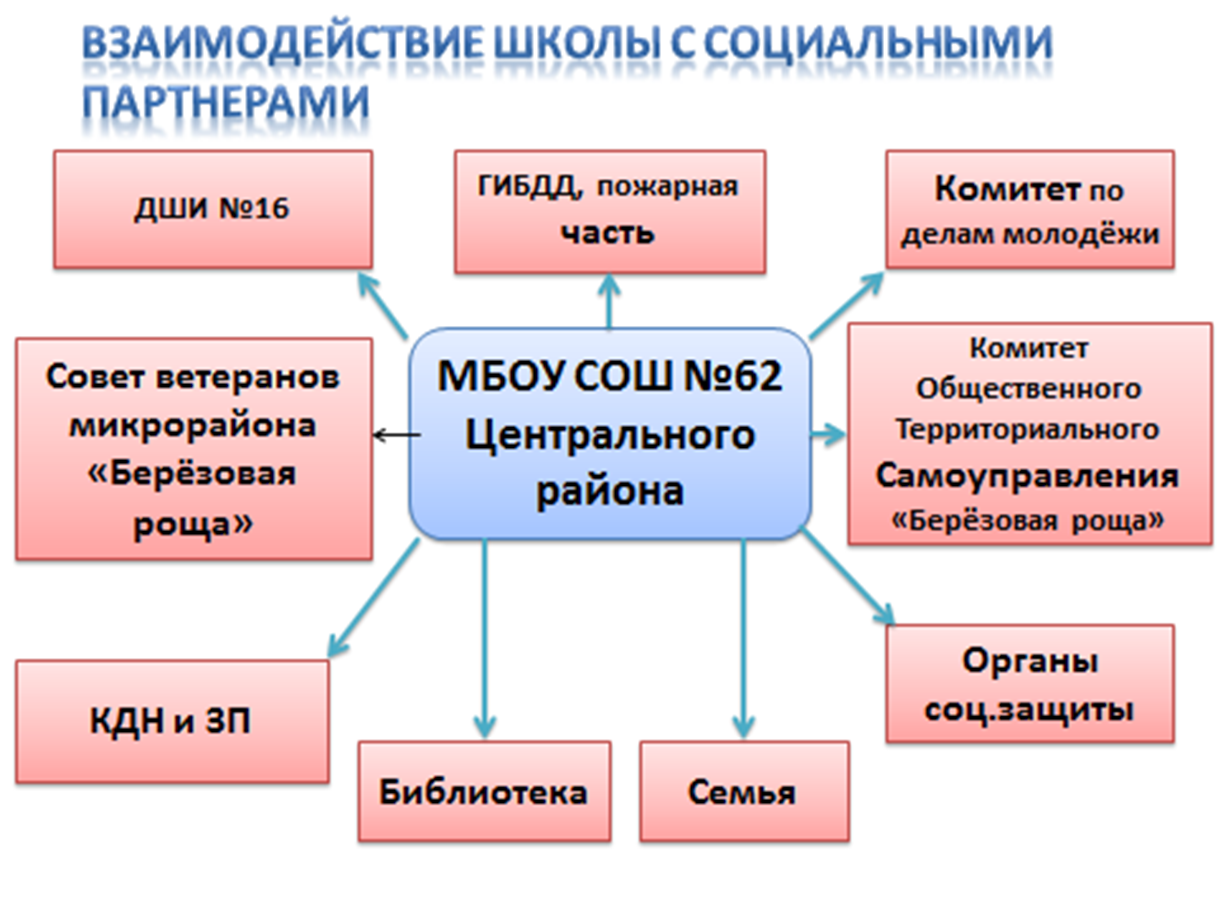 ВЗАИМОДЕЙСТВИЕ ШКОЛЫ С СОЦИАЛЬНЫМИ
ПАРТНЕРАМИ
ДШИ №16
ГИБДД, пожарная
часть
Комитет по
делам молодёжи
Совет ветеранов
микрорайона
«Берёзовая
роща»
МБОУ СОШ №62
Центрального
района
Комитет
Общественного
Территориального
Самоуправления
«Берёзовая роща»
КДН и ЗП
Библиотека
Семья
Органы
соц.защиты